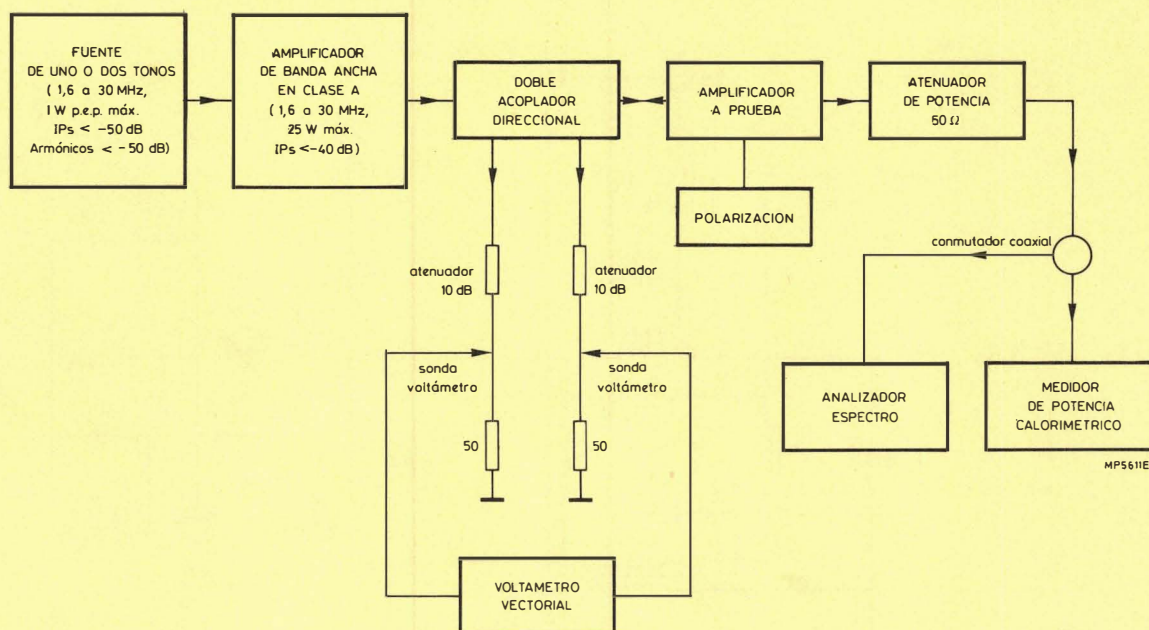 FUENTE
DE UNO O DOS TONOS
( 1,6 a 30 MHz,
1 W p.e.p. máx.
IPs < -50 dB
Armónicos < -50 dB)
AMPLIFICADOR
DE BANDA ANCHA
EN CLASE A
( 1,6 a 30 MHz,
25 W máx.
IPs <-40 dB )
DOBLE
ACOPLADOR
DIRECCIONAL
AMPLIFICADOR
A PRUEBA
ATENUADOR
DE POTENCIA
50 Ω
POLARIZACION
conmutador coaxial
atenuador
10 dB
atenuador
10 dB
sonda
voltámetro
sonda
voltámetro
50
50
ANALIZADOR
ESPECTRO
MEDIDOR
DE POTENCIA
CALORIMETRICO
MP5611E
VOLTAMETRO
VECTORIAL